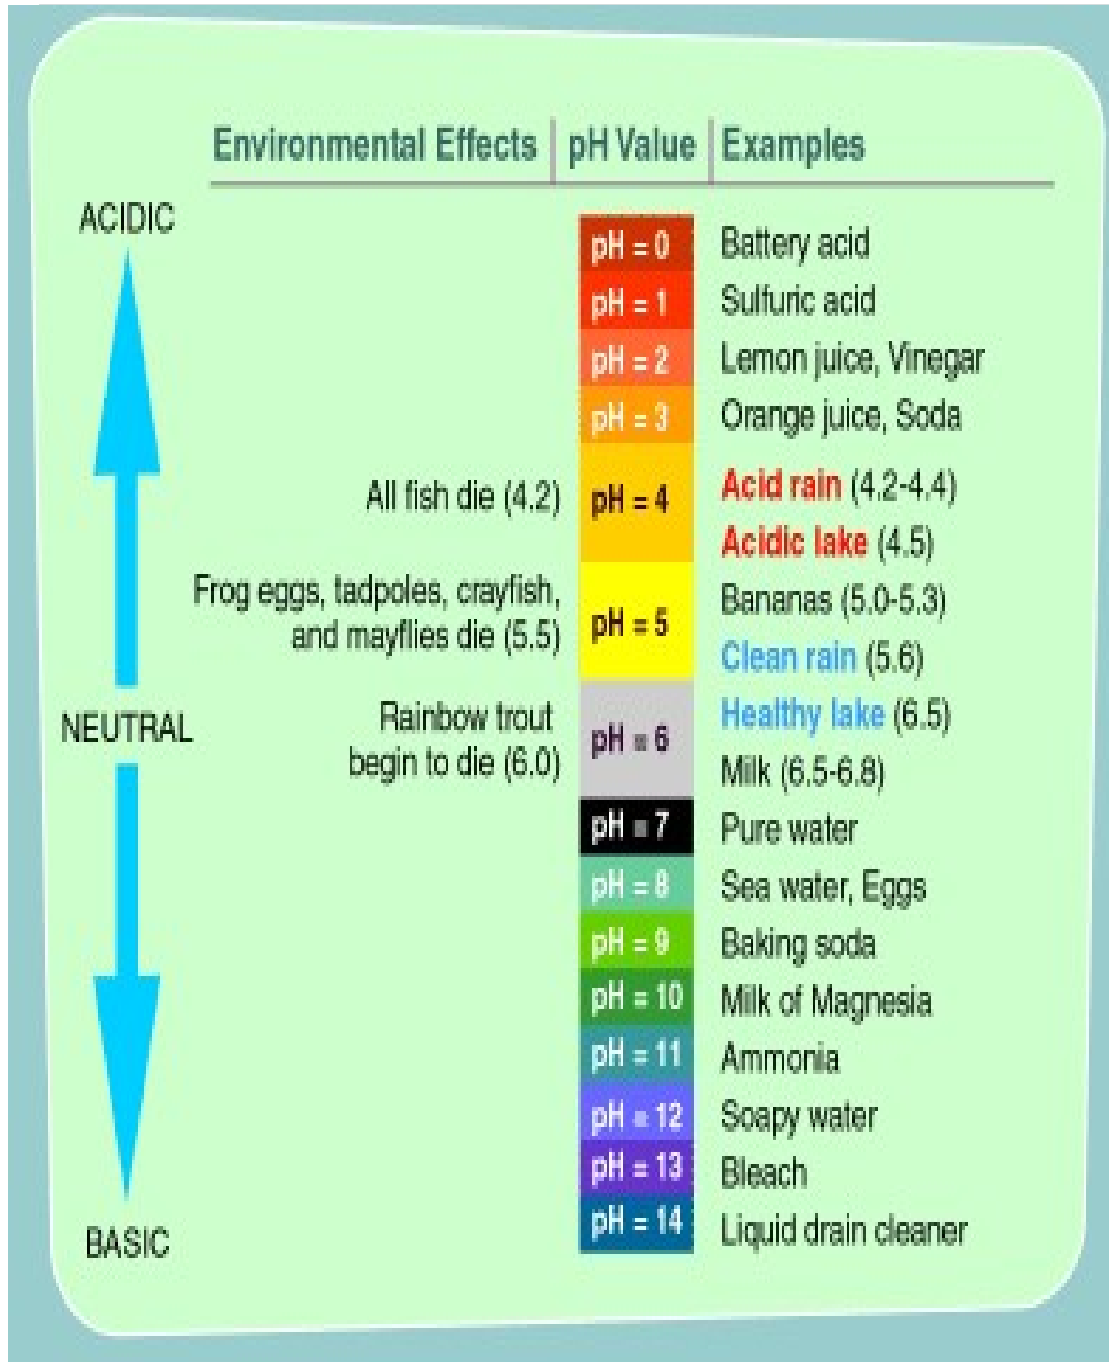 Environmental Effects pH Value Examples
ACIDIC
pH = 0 Battery acid
pH = 1 Sulfuric acid
pH = 2 Lemon juice, Vinegar
pH = 3 Orange juice, Soda
All fish die (4.2) pH = 4 Acid rain (4.2-4.4)
Acidic lake (4.5)
Frog eggs, tadpoles, crayfish,
and mayflies die (5.5) pH = 5 Bananas (5.0-5.3)
Clean rain (5.6)
NEUTRAL
Rainbow trout
begin to die (6.0) pH = 6 Healthy lake (6.5)
Milk (6.5-6.8)
pH = 7 Pure water
pH = 8 Sea water, Eggs
pH = 9 Baking soda
pH = 10 Milk of Magnesia
pH = 11 Ammonia
pH = 12 Soapy water
pH = 13 Bleach
pH = 14 Liquid drain cleaner
BASIC